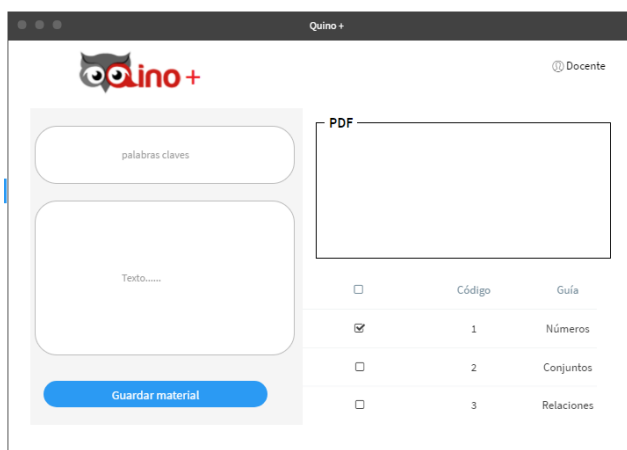 Quino +
Quino +
Docente
palabras claves
Texto......
Guardar material
PDF
Código Guía
1 Números
2 Conjuntos
3 Relaciones